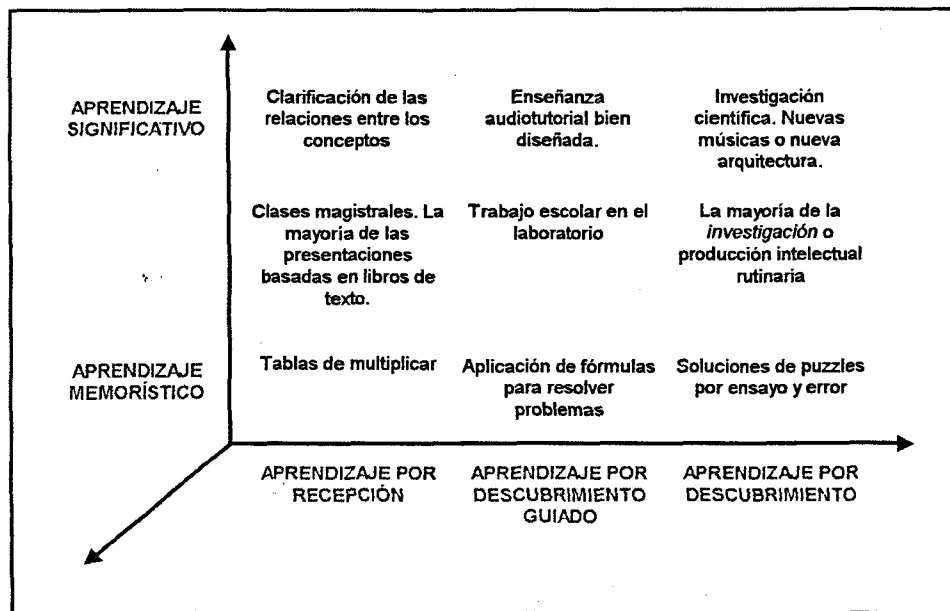 APRENDIZAJE
SIGNIFICATIVO
Clarificación de las
relaciones entre los
conceptos
Enseñanza
audiotutorial bien
diseñada.
Investigación
científica. Nuevas
músicas o nueva
arquitectura.
Clases magistrales. La
mayoría de las
presentaciones
basadas en libros de
texto.
Trabajo escolar en el
laboratorio
La mayoría de la
investigación o
producción intelectual
rutinaria
APRENDIZAJE
MEMORÍSTICO
Tablas de multiplicar
Aplicación de fórmulas
para resolver
problemas
Soluciones de puzzles
por ensayo y error
APRENDIZAJE POR
RECEPCIÓN
APRENDIZAJE POR
DESCUBRIMIENTO
GUIADO
APRENDIZAJE POR
DESCUBRIMIENTO